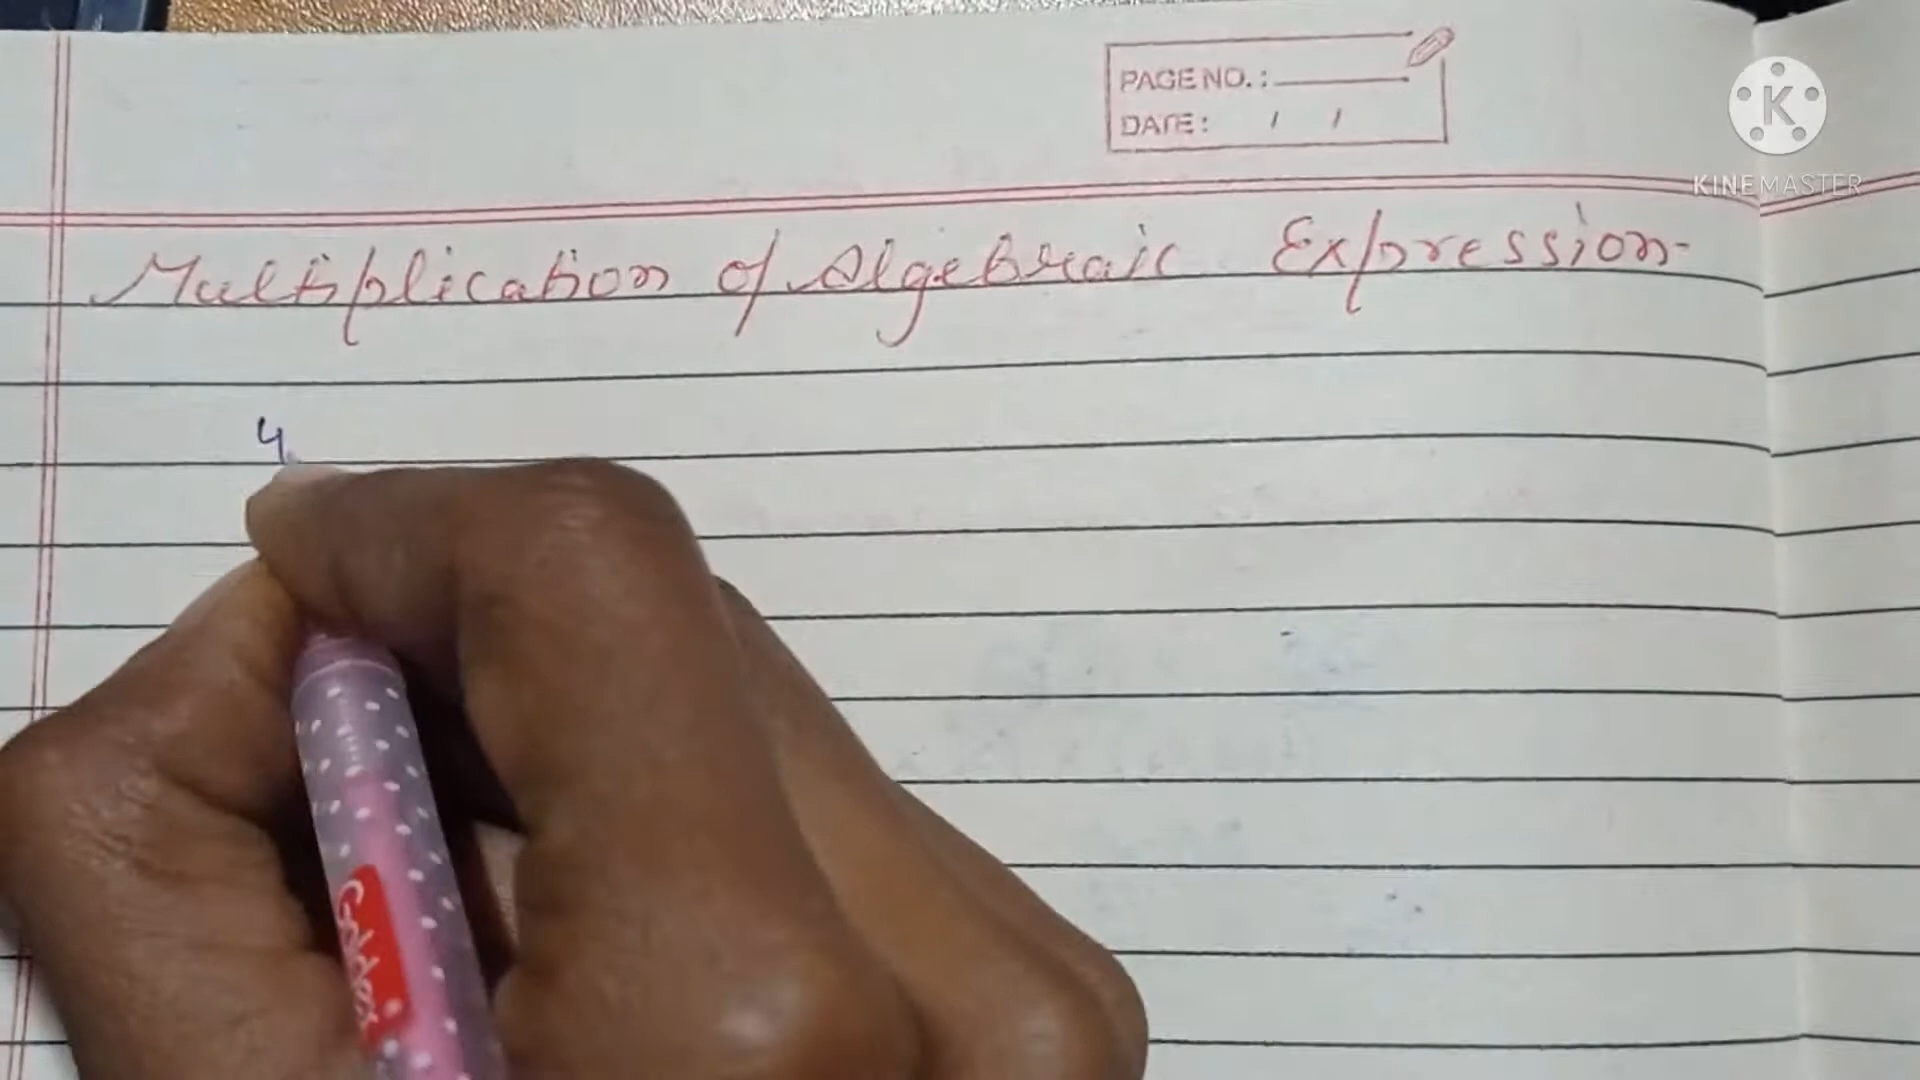 PAGE NO. :
DATE : / /
K
KINEMASTER
Multiplication of Algebraic Expression-
4